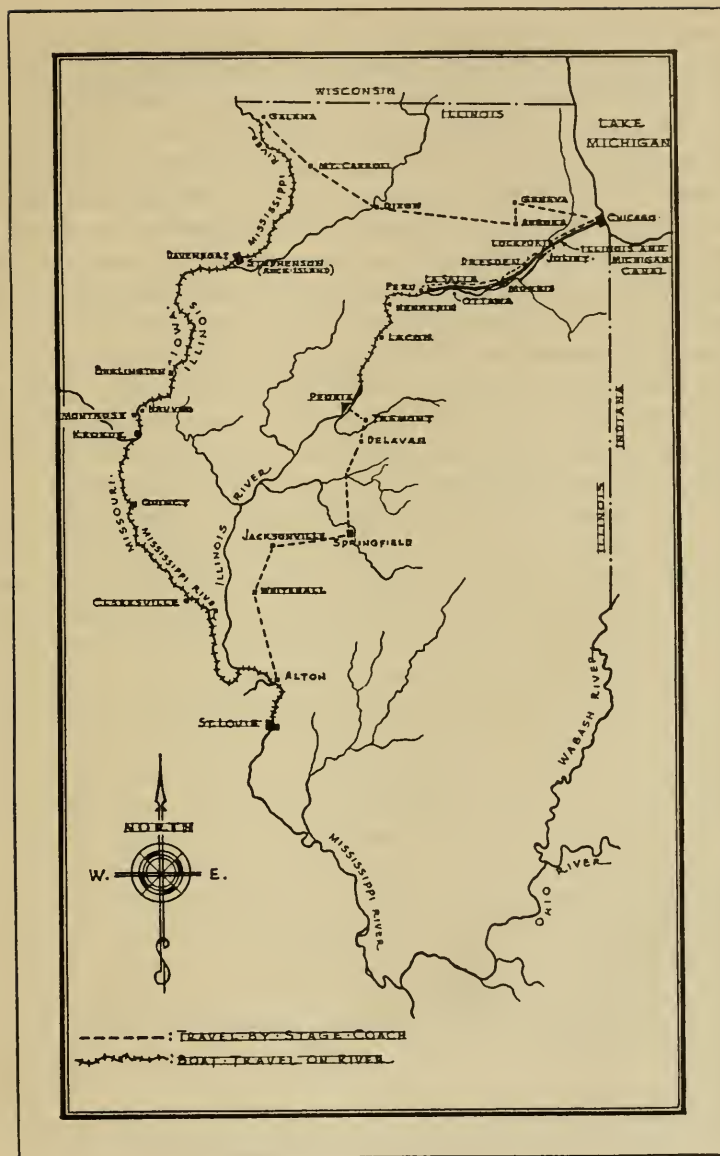 WISCONSIN
ILLINOIS
LAKE
MICHIGAN
GALENA
RIVER
MISSISSIPPI
MT. CARROLL
DIXON
GENEVA
AURORA
CHICAGO
LOCKPORT
ILLINOIS AND
MICHIGAN
CANAL
JOLIET
DRESDEN
MORRIS
LA SALLE
PERU
OTTAWA
HENNEPIN
LACON
DAVENPORT
STEPHENSON
(ROCK ISLAND)
IOWA
ILLINOIS
BURLINGTON
MONTROSE
NAUVOO
KEOKUK
PEORIA
TREMONT
DELAVAN
INDIANA
ILLINOIS
QUINCY
MISSOURI
MISSISSIPPI RIVER
ILLINOIS
RIVER
JACKSONVILLE
SPRINGFIELD
CLARKSVILLE
WHITEHALL
ALTON
ST. LOUIS
WABASH RIVER
NORTH
W. E.
MISSISSIPPI
RIVER
OHIO
RIVER
: TRAVEL·BY·STAGE·COACH
: BOAT·TRAVEL ON RIVER